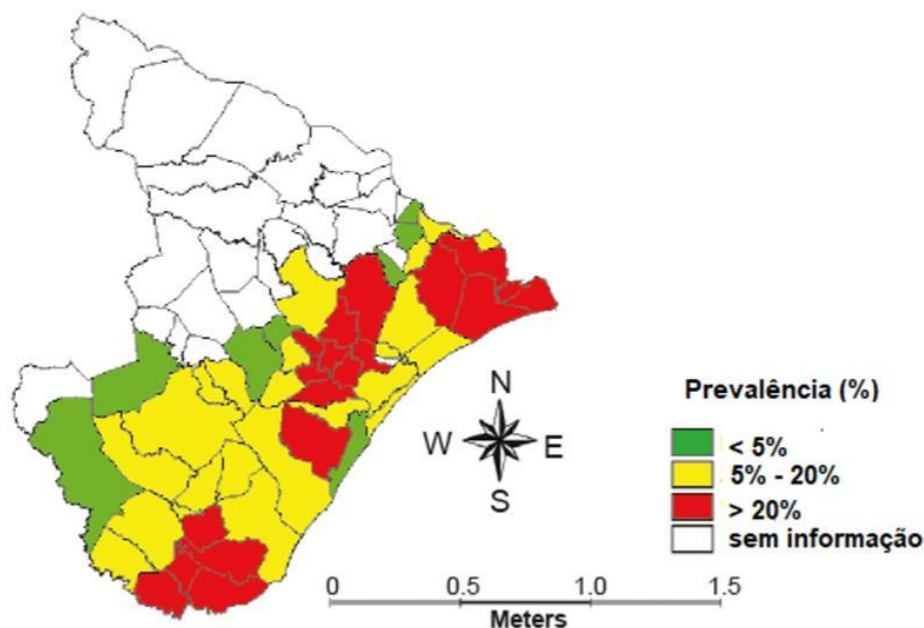 N
W E
S
Prevalência (%)
< 5%
5% - 20%
> 20%
sem informação
0 0.5 1.0 1.5
Meters